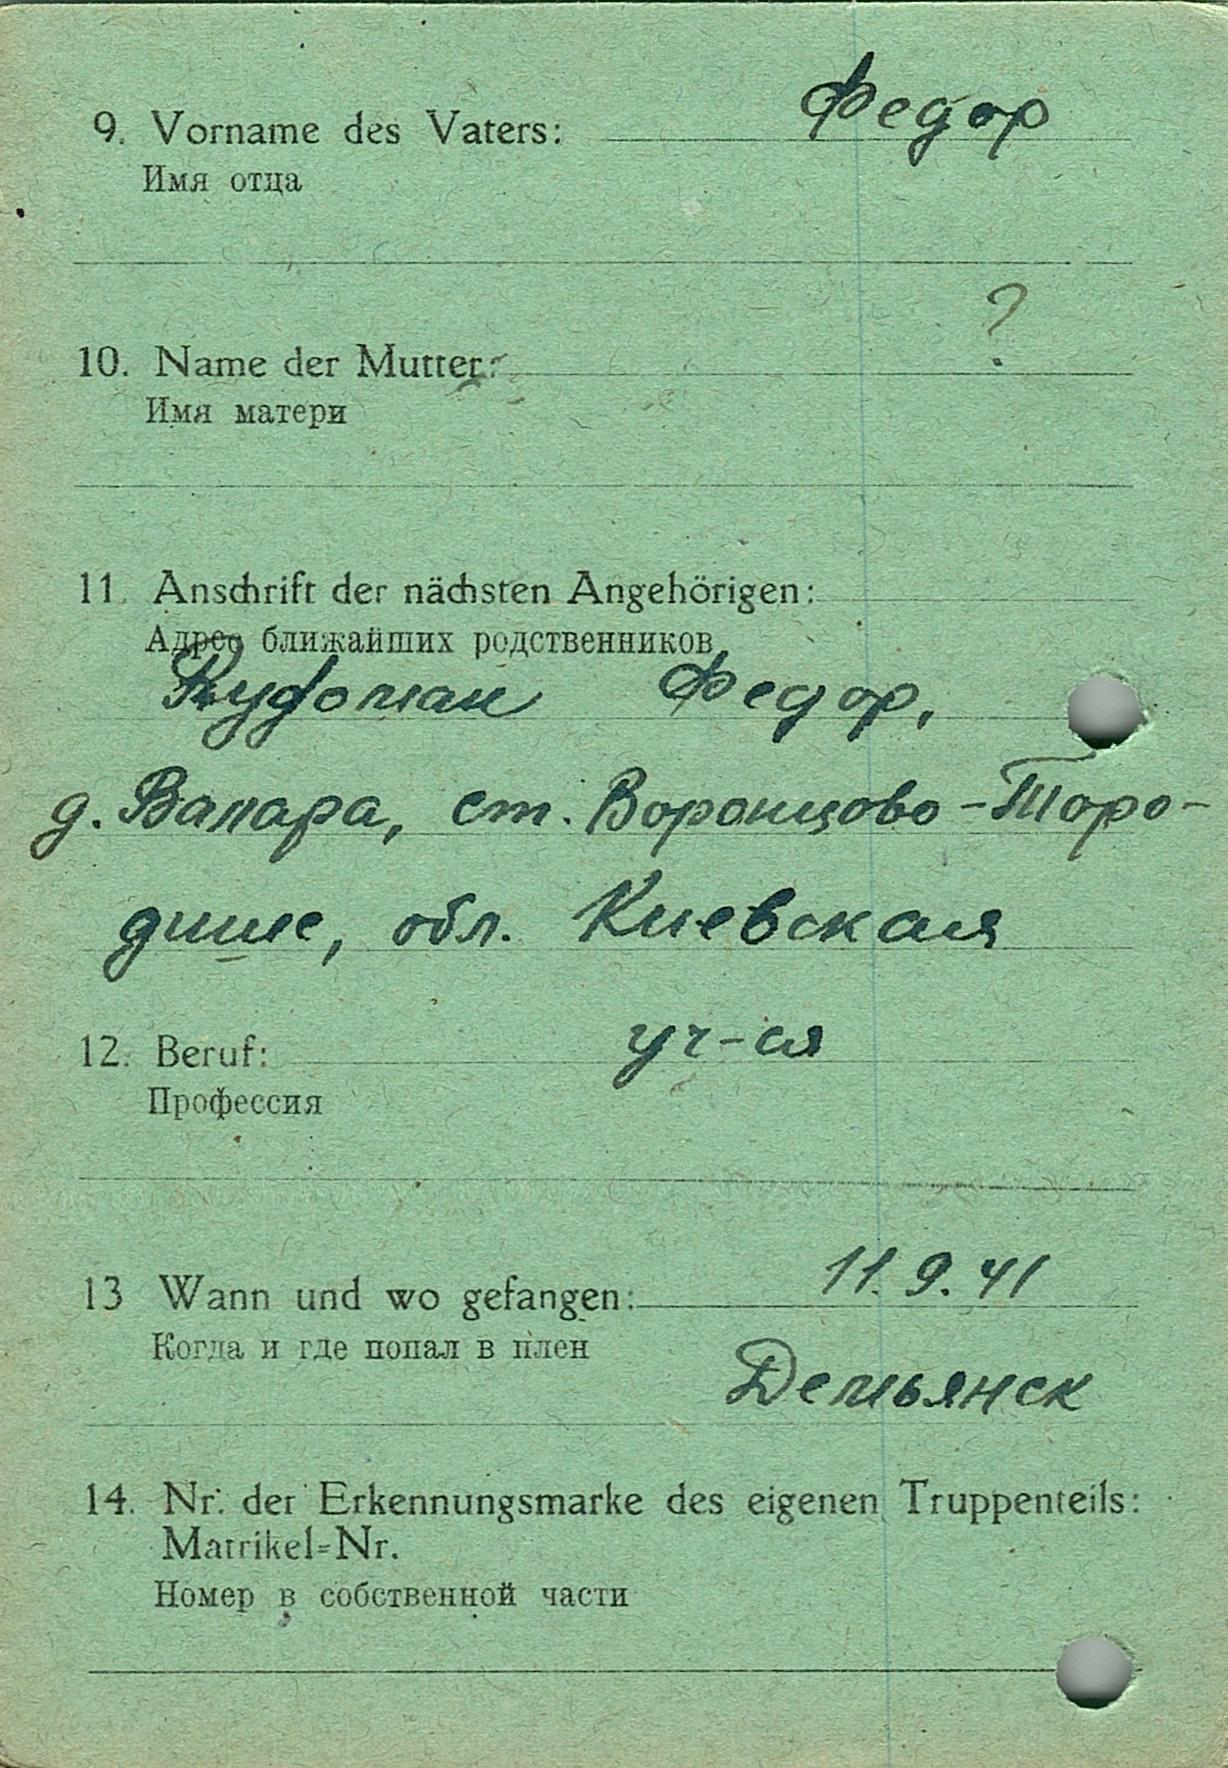 9. Vorname des Vaters: Федор
Имя отца
?
10. Name der Mutter:
Имя матери
11. Anschrift der nächsten Angehörigen:
Адрес ближайших родственников
Федор,
д. Вапара, ст. Воронцово-Горо-
дище, обл. Киевская
12. Beruf: уч-ся
Профессия
13 Wann und wo gefangen: 11.9.41
Когда и где попал в плен
Демьянск
14. Nr. der Erkennungsmarke des eigenen Truppenteils:
Matrikel=Nr.
Номер в собственной части